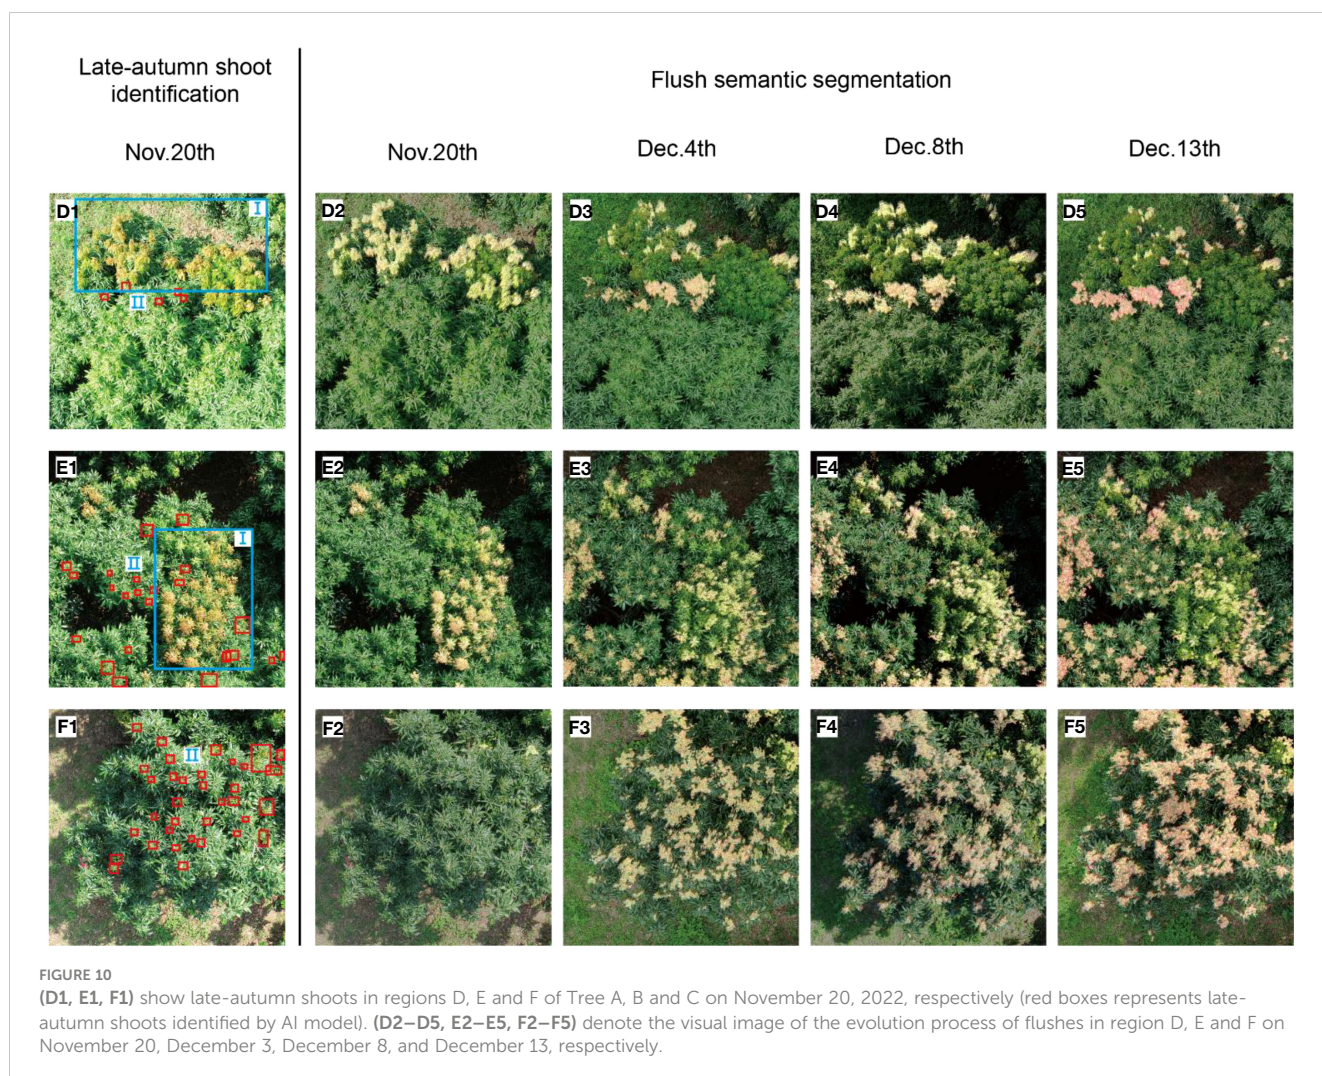 Late-autumn shoot
identification
Flush semantic segmentation
Nov.20th
Nov.20th
Dec.4th
Dec.8th
Dec.13th
D1
I
II
D2
D3
D4
D5
E1
I
II
E2
E3
E4
E5
F1
II
F2
F3
F4
F5
FIGURE 10
(D1, E1, F1) show late-autumn shoots in regions D, E and F of Tree A, B and C on November 20, 2022, respectively (red boxes represents late-
autumn shoots identified by AI model). (D2–D5, E2–E5, F2–F5) denote the visual image of the evolution process of flushes in region D, E and F on
November 20, December 3, December 8, and December 13, respectively.